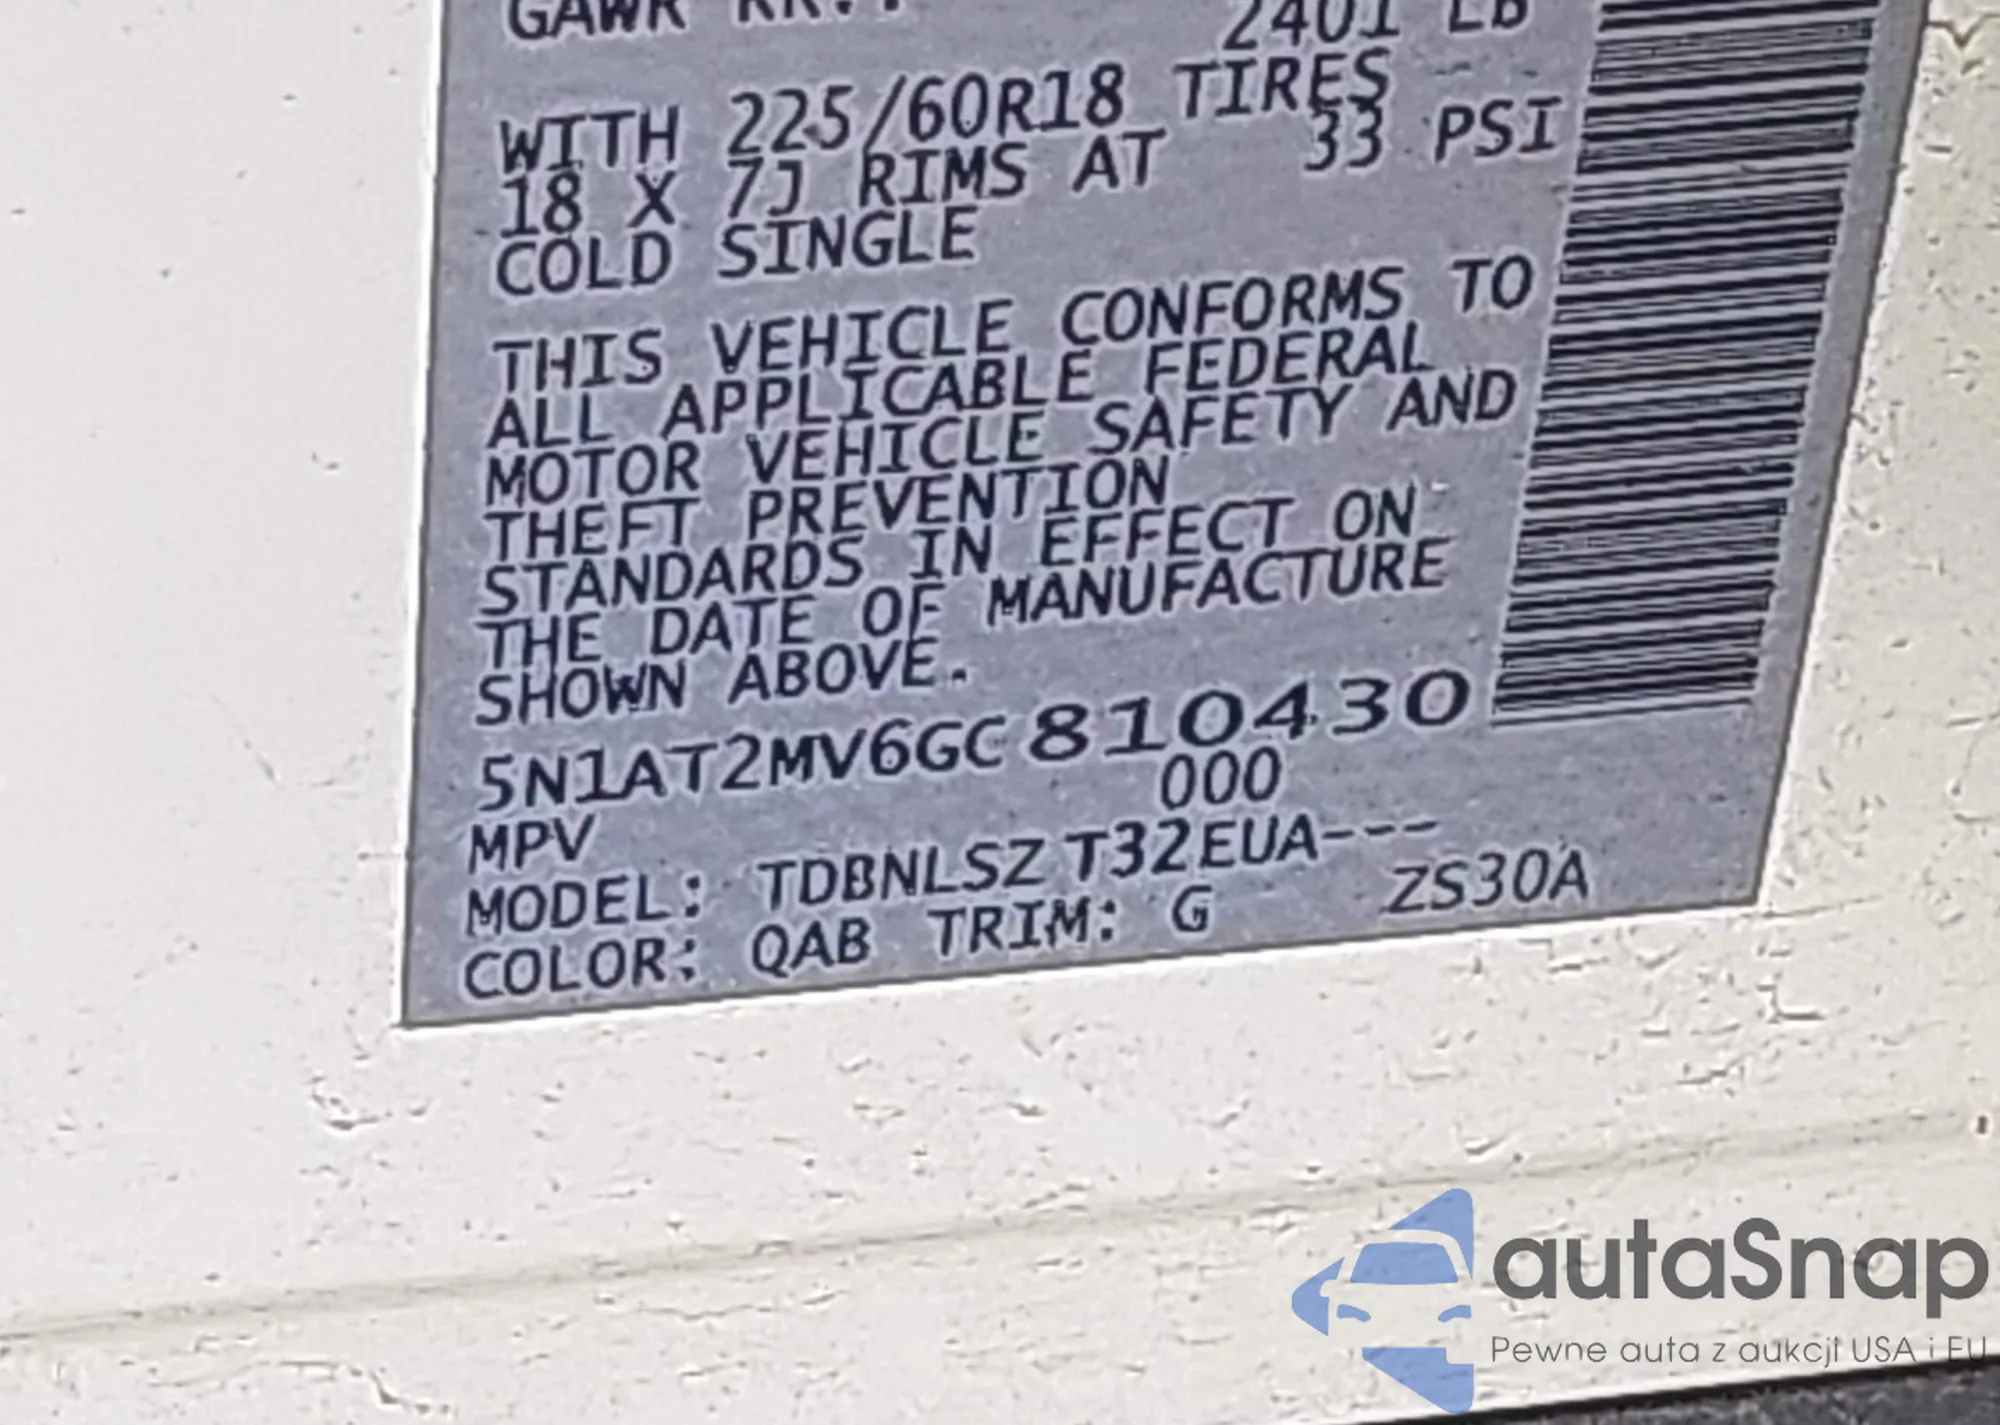 GAWR RR.:
2401 LB
WITH 225/60R18 TIRES
18 X 7J RIMS AT 33 PSI
COLD SINGLE
THIS VEHICLE CONFORMS TO
ALL APPLICABLE FEDERAL
MOTOR VEHICLE SAFETY AND
THEFT PREVENTION
STANDARDS IN EFFECT ON
THE DATE OF MANUFACTURE
SHOWN ABOVE.
5N1AT2MV6GC810430
000
MPV
MODEL: TDBNLSZ T32EUA---
COLOR: QAB TRIM: G ZS30A
autaSnap
Pewne auta z aukcji USA i EU